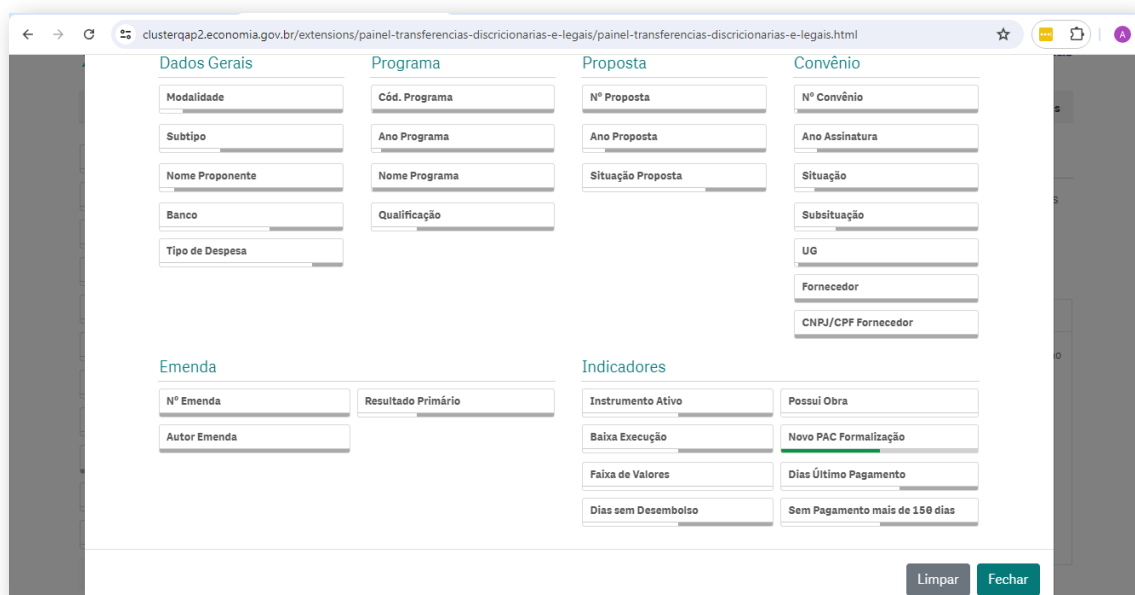 clusterqap2.economia.gov.br/extensions/painel-transferencias-discricionarias-e-legais/painel-transferencias-discricionarias-e-legais.html
A
Dados Gerais
Modalidade
Subtipo
Nome Proponente
Banco
Tipo de Despesa
Programa
Cód. Programa
Ano Programa
Nome Programa
Qualificação
Proposta
Nº Proposta
Ano Proposta
Situação Proposta
Convênio
Nº Convênio
Ano Assinatura
Situação
Subsituação
UG
Fornecedor
CNPJ/CPF Fornecedor
Emenda
Nº Emenda
Resultado Primário
Autor Emenda
Indicadores
Instrumento Ativo
Possui Obra
Baixa Execução
Novo PAC Formalização
Faixa de Valores
Dias Último Pagamento
Dias sem Desembolso
Sem Pagamento mais de 150 dias
Limpar
Fechar